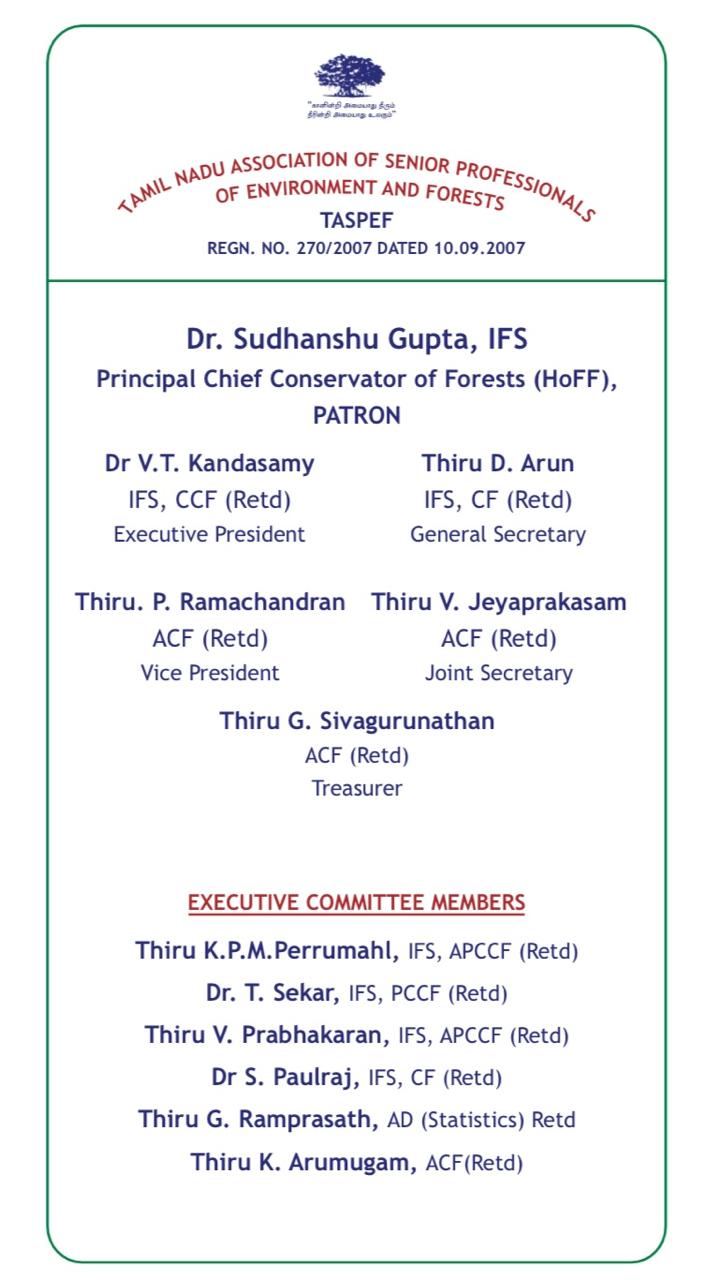 "கானின்றி அமையாது நீரும்
நீரின்றி அமையாது உலகும்"
TAMIL NADU ASSOCIATION OF SENIOR PROFESSIONALS
OF ENVIRONMENT AND FORESTS
TASPEF
REGN. NO. 270/2007 DATED 10.09.2007
Dr. Sudhanshu Gupta, IFS
Principal Chief Conservator of Forests (HoFF),
PATRON
Dr V.T. Kandasamy
IFS, CCF (Retd)
Executive President
Thiru D. Arun
IFS, CF (Retd)
General Secretary
Thiru. P. Ramachandran
ACF (Retd)
Vice President
Thiru V. Jeyaprakasam
ACF (Retd)
Joint Secretary
Thiru G. Sivagurunathan
ACF (Retd)
Treasurer
EXECUTIVE COMMITTEE MEMBERS
Thiru K.P.M.Perrumahl, IFS, APCCF (Retd)
Dr. T. Sekar, IFS, PCCF (Retd)
Thiru V. Prabhakaran, IFS, APCCF (Retd)
Dr S. Paulraj, IFS, CF (Retd)
Thiru G. Ramprasath, AD (Statistics) Retd
Thiru K. Arumugam, ACF(Retd)